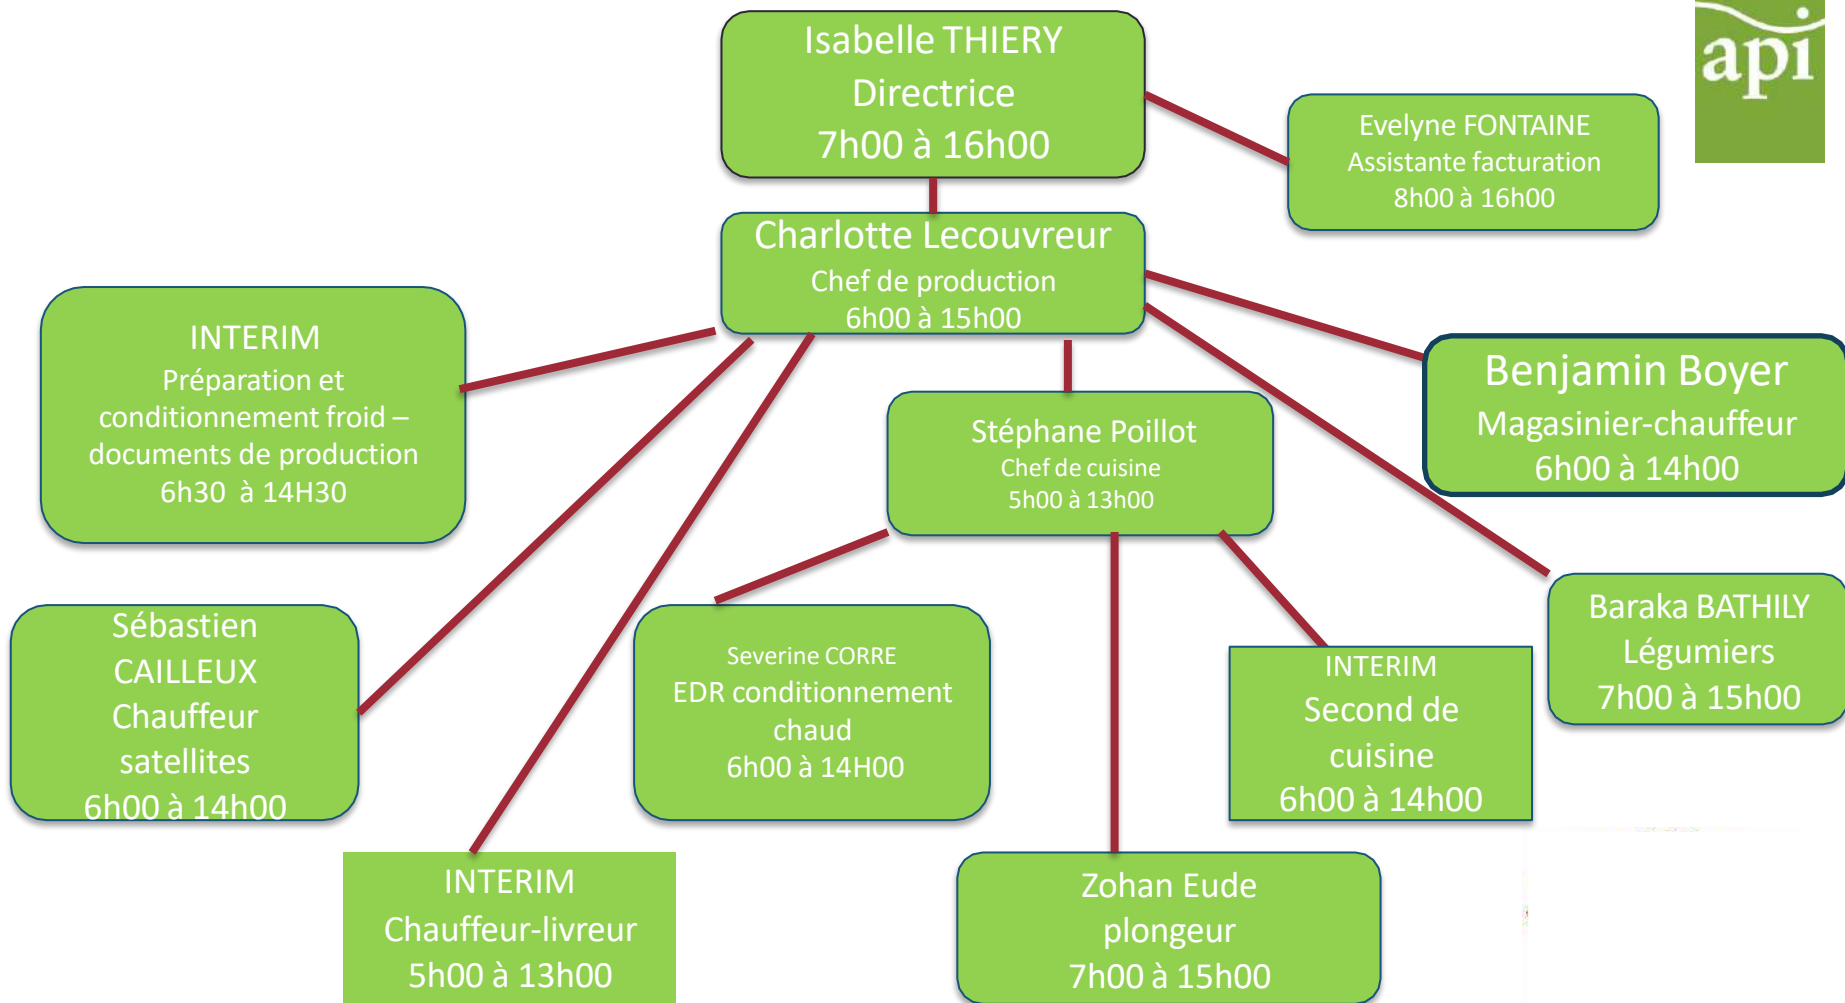 Isabelle THIERY
Directrice
7h00 à 16h00
api
Evelyne FONTAINE
Assistante facturation
8h00 à 16h00
Charlotte Lecouvreur
Chef de production
6h00 à 15h00
INTERIM
Préparation et
conditionnement froid –
documents de production
6h30 à 14H30
Stéphane Poillot
Chef de cuisine
5h00 à 13h00
Benjamin Boyer
Magasinier-chauffeur
6h00 à 14h00
Sébastien
CAILLEUX
Chauffeur
satellites
6h00 à 14h00
Severine CORRE
EDR conditionnement
chaud
6h00 à 14H00
INTERIM
Second de
cuisine
6h00 à 14h00
Baraka BATHILY
Légumiers
7h00 à 15h00
INTERIM
Chauffeur-livreur
5h00 à 13h00
Zohan Eude
plongeur
7h00 à 15h00